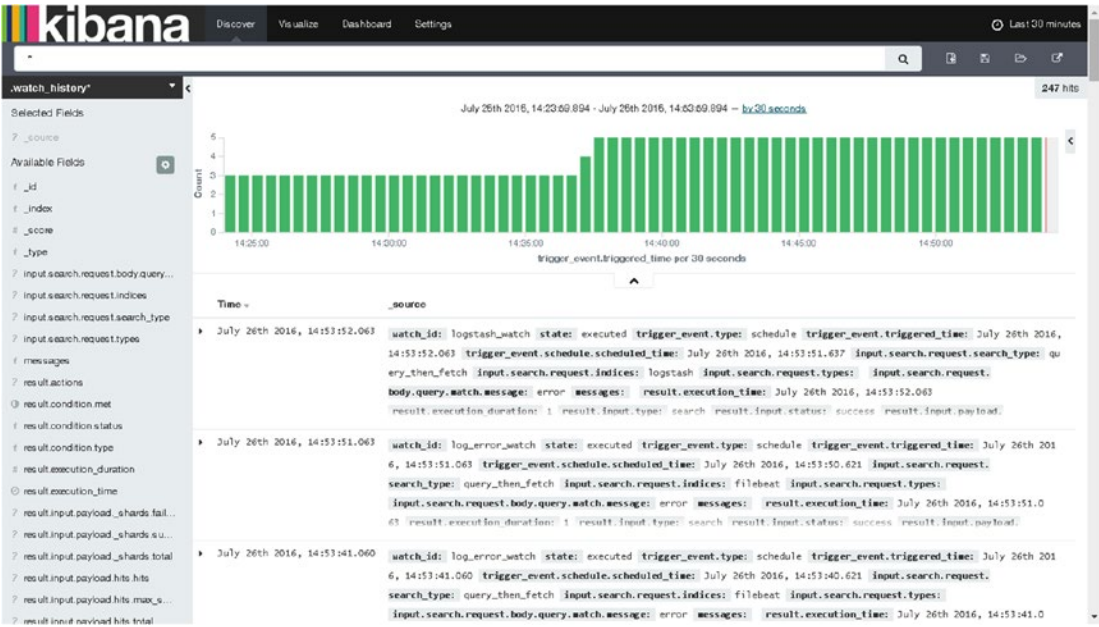 kibana
Discover Visualize Dashboard Settings
Last 30 minutes
*
.watch_history*
247 hits
Selected Fields
? _source
Available Fields
t _id
t _index
# _score
t _type
? input.search.request.body.query...
? input.search.request.indices
? input.search.request.search_type
? input.search.request.types
t messages
? result.actions
result.condition.met
t result.condition.status
t result.condition.type
# result.execution_duration
result.execution_time
? result.input.payload._shards.fail...
? result.input.payload._shards.su...
? result.input.payload._shards.total
? result.input.payload.hits.hits
? result.input.payload.hits.max_s...
? result.input.payload.hits.total
July 26th 2016, 14:23:59.894 - July 26th 2016, 14:53:59.894 — by 30 seconds
Count
5
4
3
2
1
0
14:25:00 14:30:00 14:35:00 14:40:00 14:45:00 14:50:00
trigger_event.triggered_time per 30 seconds
Time _source
July 26th 2016, 14:53:52.063
watch_id: logstash_watch state: executed trigger_event.type: schedule trigger_event.triggered_time: July 26th 2016,
14:53:52.063 trigger_event.schedule.scheduled_time: July 26th 2016, 14:53:51.637 input.search.request.search_type: qu
ery_then_fetch input.search.request.indices: logstash input.search.request.types: input.search.request.
body.query.match.message: error messages: result.execution_time: July 26th 2016, 14:53:52.063
result.execution_duration: 1 result.input.type: search result.input.status: success result.input.payload.
July 26th 2016, 14:53:51.063
watch_id: log_error_watch state: executed trigger_event.type: schedule trigger_event.triggered_time: July 26th 201
6, 14:53:51.063 trigger_event.schedule.scheduled_time: July 26th 2016, 14:53:50.621 input.search.request.
search_type: query_then_fetch input.search.request.indices: filebeat input.search.request.types:
input.search.request.body.query.match.message: error messages: result.execution_time: July 26th 2016, 14:53:51.0
63 result.execution_duration: 1 result.input.type: search result.input.status: success result.input.payload.
July 26th 2016, 14:53:41.060
watch_id: log_error_watch state: executed trigger_event.type: schedule trigger_event.triggered_time: July 26th 201
6, 14:53:41.060 trigger_event.schedule.scheduled_time: July 26th 2016, 14:53:40.621 input.search.request.
search_type: query_then_fetch input.search.request.indices: filebeat input.search.request.types:
input.search.request.body.query.match.message: error messages: result.execution_time: July 26th 2016, 14:53:41.0